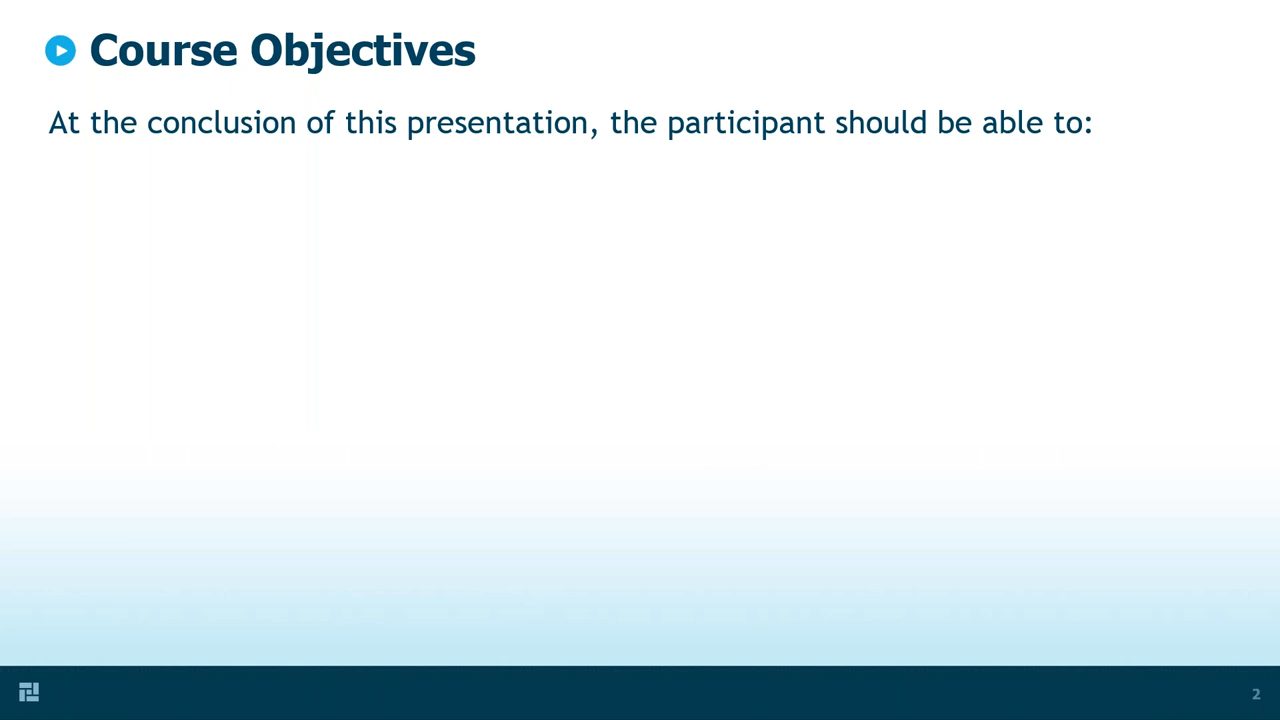 Course Objectives
At the conclusion of this presentation, the participant should be able to:
2